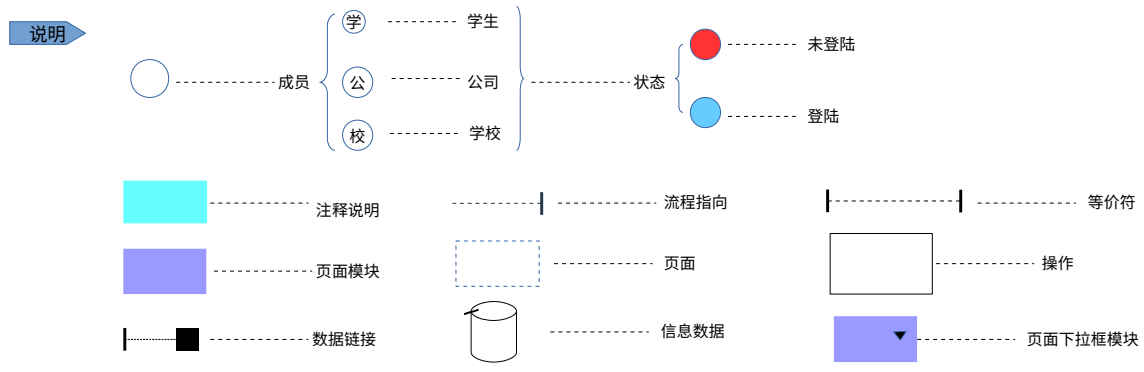 说明
学 学生
成员 公 公司 状态
校 学校
未登陆
登陆
注释说明 流程指向 等价符
页面模块 页面 操作
数据链接 信息数据 页面下拉框模块